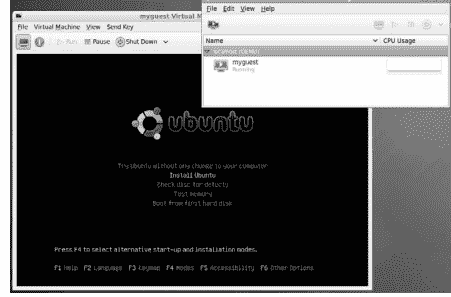 myguest Virtual M
File Virtual Machine View Send Key
Run Pause Shut Down
ubuntu
Try Ubuntu without any change to your computer
Install Ubuntu
Check disc for defects
Test memory
Boot from first hard disk
Press F4 to select alternative start-up and installation modes.
F1 Help F2 Language F3 Keymap F4 Modes F5 Accessibility F6 Other Options
File Edit View Help
Name CPU Usage
myguest
Running